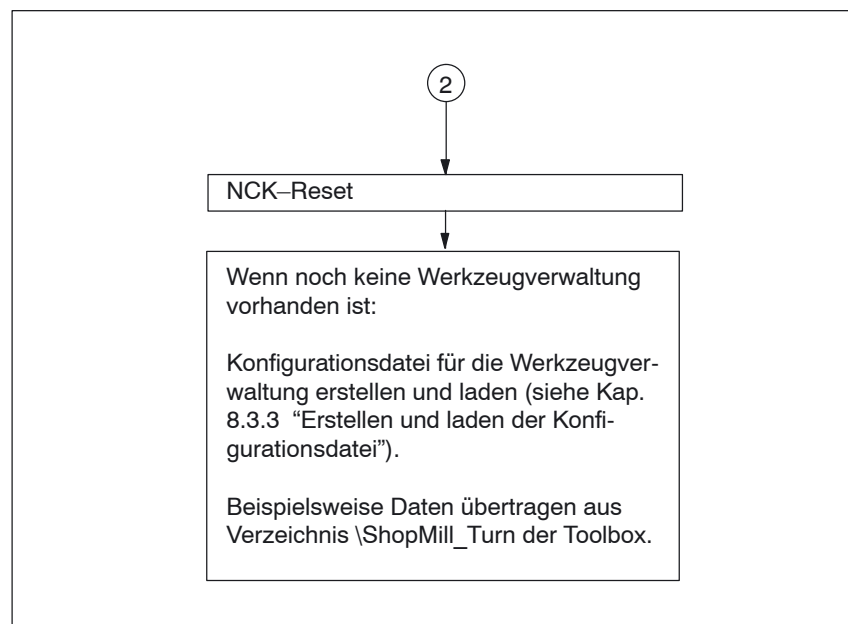 2
NCK–Reset
Wenn noch keine Werkzeugverwaltung
vorhanden ist:
Konfigurationsdatei für die Werkzeugver-
waltung erstellen und laden (siehe Kap.
8.3.3 “Erstellen und laden der Konfi-
gurationsdatei”).
Beispielsweise Daten übertragen aus
Verzeichnis \ShopMill_Turn der Toolbox.